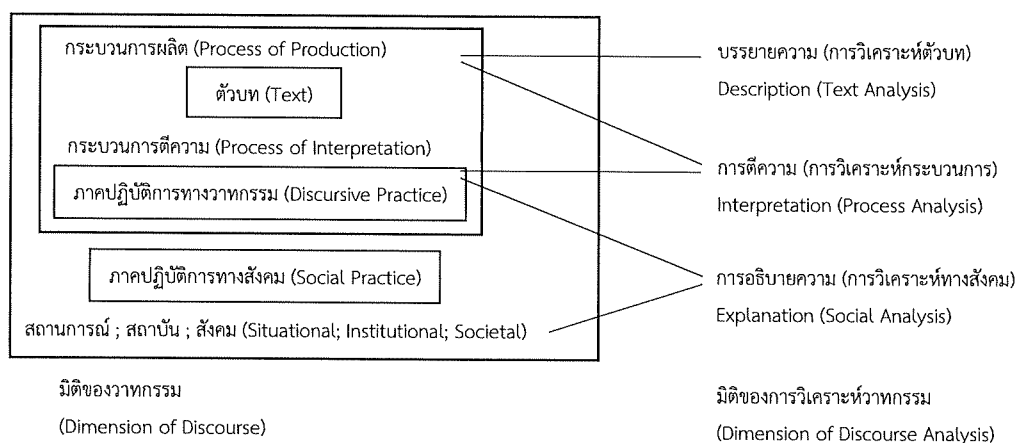 กระบวนการผลิต (Process of Production)
ตัวบท (Text)
กระบวนการตีความ (Process of Interpretation)
ภาคปฏิบัติการทางวาทกรรม (Discursive Practice)
ภาคปฏิบัติการทางสังคม (Social Practice)
สถานการณ์ ; สถาบัน ; สังคม (Situational; Institutional; Societal)
มิติของวาทกรรม
(Dimension of Discourse)
บรรยายความ (การวิเคราะห์ตัวบท)
Description (Text Analysis)
การตีความ (การวิเคราะห์กระบวนการ)
Interpretation (Process Analysis)
การอธิบายความ (การวิเคราะห์ทางสังคม)
Explanation (Social Analysis)
มิติของการวิเคราะห์วาทกรรม
(Dimension of Discourse Analysis)